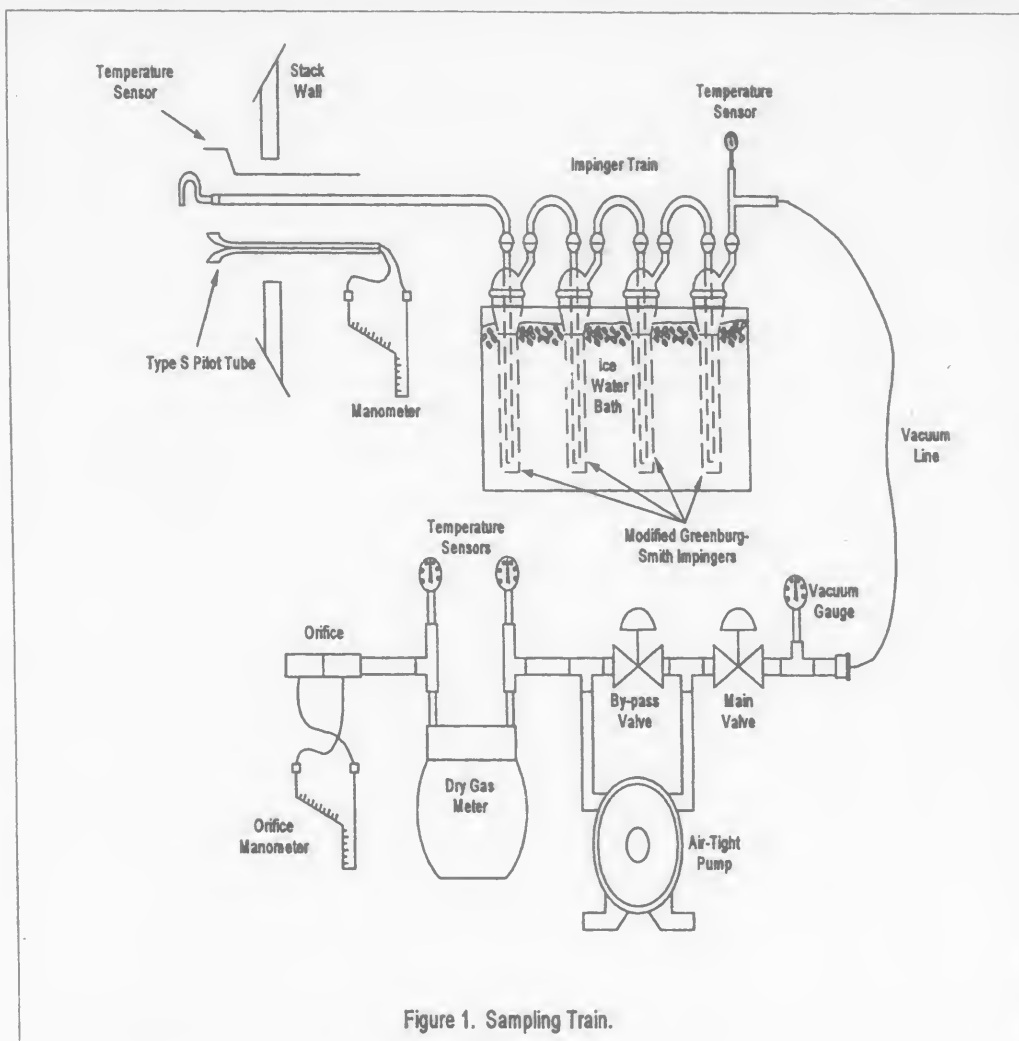 Temperature
Sensor
Stack
Wall
Temperature
Sensor
Impinger Train
Type S Pilot Tube
Manometer
Ice
Water
Bath
Vacuum
Line
Modified Greenburg-
Smith Impingers
Temperature
Sensors
Vacuum
Gauge
Orifice
By-pass
Valve
Main
Valve
Dry Gas
Meter
Orifice
Manometer
Air-Tight
Pump
Figure 1. Sampling Train.